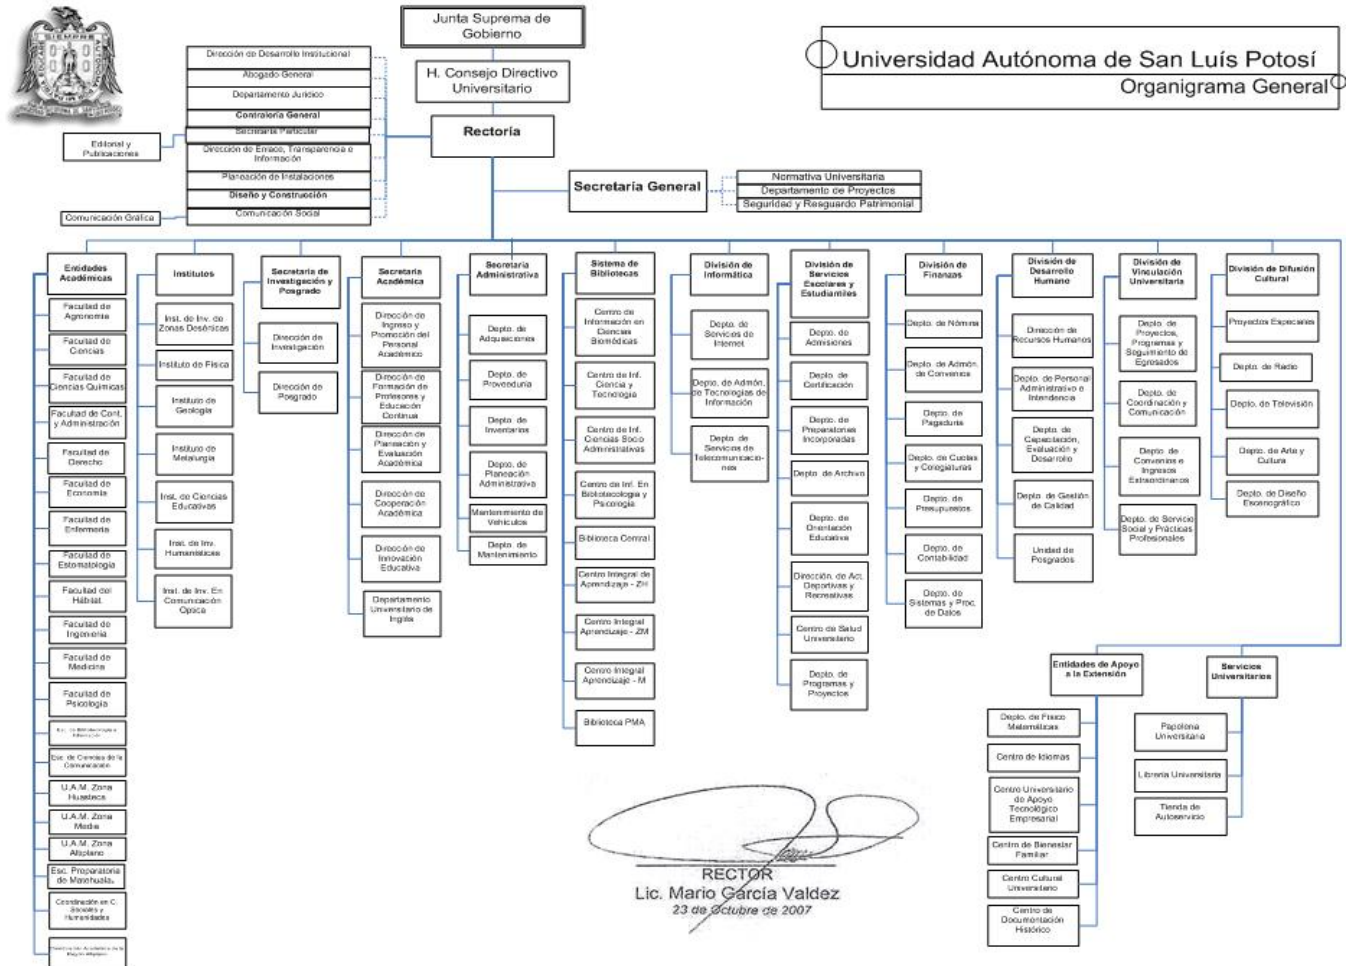 Junta Suprema de
Gobierno
H. Consejo Directivo
Universitario
Rectoría
Universidad Autónoma de San Luís Potosí
Organigrama General
SIEMPRE
Dirección de Desarrollo Institucional
Abogado General
Departamento Jurídico
Contraloría General
Secretaría Particular
Dirección de Enlace, Transparencia e
Información
Planeación de Instalaciones
Diseño y Construcción
Comunicación Social
Editorial y
Publicaciones
Comunicación Gráfica
Secretaría General
Normativa Universitaria
Departamento de Proyectos
Seguridad y Resguardo Patrimonial
Entidades
Académicas
Facultad de
Agronomía
Facultad de
Ciencias
Facultad de
Ciencias Químicas
Facultad de Cont.
y Administración
Facultad de
Derecho
Facultad de
Economía
Facultad de
Enfermería
Facultad de
Estomatología
Facultad del
Hábitat
Facultad de
Ingeniería
Facultad de
Medicina
Facultad de
Psicología
Esc. de Ciencias de la
Comunicación
U.A.M. Zona
Huasteca
U.A.M. Zona
Media
U.A.M. Zona
Altiplano
Esc. Preparatoria
de Matehuala.
Coordinación en C.
Sociales y
Humanidades
Institutos
Inst. de Inv. de
Zonas Deséricas
Instituto de Física
Instituto de
Geología
Instituto de
Metalurgia
Inst. de Ciencias
Educativas
Inst. de Inv.
Humanísticas
Inst. de Inv. En
Comunicación
Óptica
Secretaría de
Investigación y
Posgrado
Dirección de
Investigación
Dirección de
Posgrado
Secretaría
Académica
Dirección de
Ingreso y
Promoción del
Personal
Académico
Dirección de
Formación de
Profesores y
Educación
Continua
Dirección de
Planeación y
Evaluación
Académica
Dirección de
Cooperación
Académica
Dirección de
Innovación
Educativa
Departamento
Universitario de
Inglés
Secretaría
Administrativa
Depto. de
Adquisiciones
Depto. de
Proveeduría
Depto. de
Inventarios
Depto. de
Planeación
Administrativa
Mantenimiento de
Vehículos
Depto. de
Mantenimiento
Sistema de
Bibliotecas
Centro de
Información en
Ciencias
Biomédicas
Centro de Inf.
Ciencia y
Tecnología
Centro de Inf.
Ciencias Socio
Administrativas
Centro de Inf. En
Bibliotecología y
Psicología
Biblioteca Central
Centro Integral de
Aprendizaje - ZH
Centro Integral
Aprendizaje - ZM
Centro Integral
Aprendizaje - M
Biblioteca PMA
División de
Informática
Depto. de
Servicios de
Internet
Depto. de Admón.
de Tecnologías de
Información
Depto. de
Servicios de
Telecomunicacio-
nes
División de
Servicios
Escolares y
Estudiantiles
Depto. de
Admisiones
Depto. de
Certificación
Depto. de
Preparatorias
Incorporadas
Depto. de Archivo
Depto. de
Orientación
Educativa
Dirección. de Act.
Deportivas y
Recreativas
Centro de Salud
Universitario
Depto. de
Programas y
Proyectos
División de
Finanzas
Depto. de Nómina
Depto. de Admón.
de Convenios
Depto. de
Pagaduría
Depto. de Cuotas
y Colegiaturas
Depto. de
Presupuestos
Depto. de
Contabilidad
Depto. de
Sistemas y Proc.
de Datos
División de
Desarrollo
Humano
Dirección de
Recursos Humanos
Depto. de Personal
Administrativo e
Intendencia
Depto. de
Capacitación,
Evaluación y
Desarrollo
Depto. de Gestión
de Calidad
Unidad de
Posgrados
División de
Vinculación
Universitaria
Depto. de
Proyectos,
Programas y
Seguimiento de
Egresados
Depto. de
Coordinación y
Comunicación
Depto. de
Convenios e
Ingresos
Extraordinarios
Depto. de Servicio
Social y Prácticas
Profesionales
División de Difusión
Cultural
Proyectos Especiales
Depto. de Radio
Depto. de Televisión
Depto. de Arte y
Cultura
Depto. de Diseño
Escenográfico
Entidades de Apoyo
a la Extensión
Depto. de Físico
Matemáticas
Centro de Idiomas
Centro Universitario
de Apoyo
Tecnológico
Empresarial
Centro de Bienestar
Familiar
Centro Cultural
Universitario
Centro de
Documentación
Histórico
Servicios
Universitarios
Papelería
Universitaria
Librería Universitaria
Tienda de
Autoservicio
RECTOR
Lic. Mario García Valdez
23 de Octubre de 2007